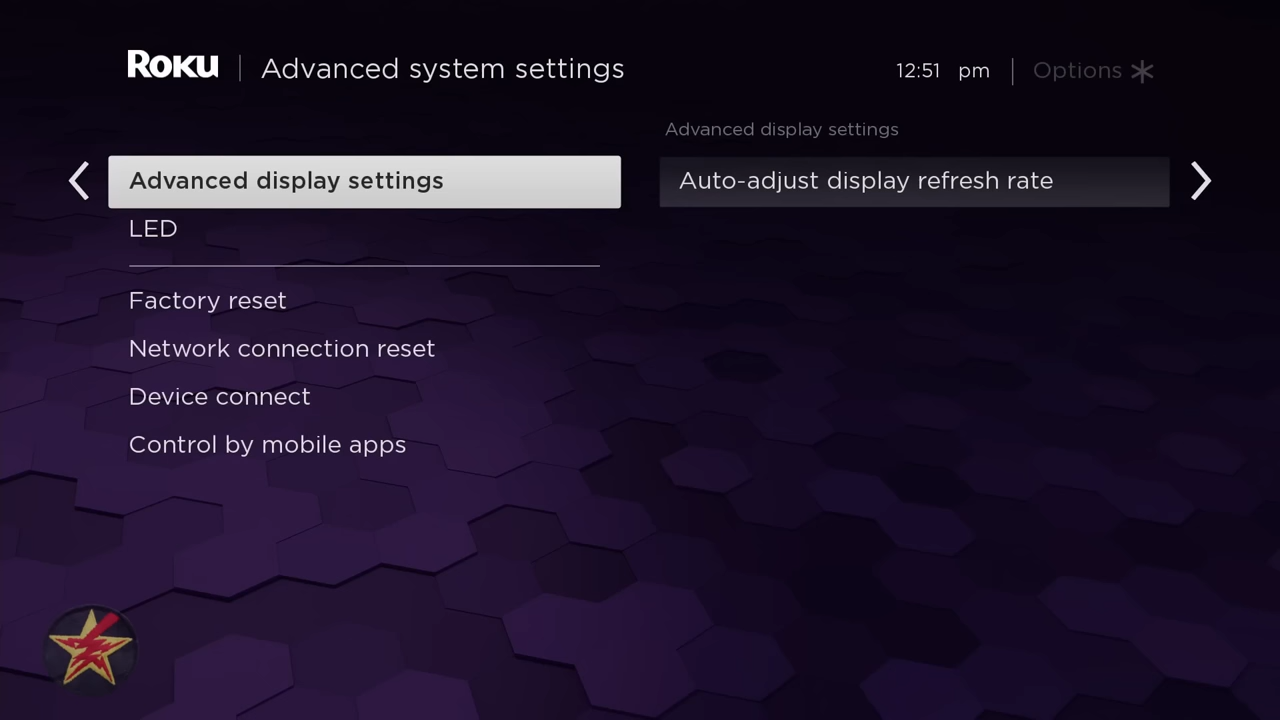 Roku | Advanced system settings
12:51 pm | Options
Advanced display settings
Advanced display settings
Auto-adjust display refresh rate
LED
Factory reset
Network connection reset
Device connect
Control by mobile apps